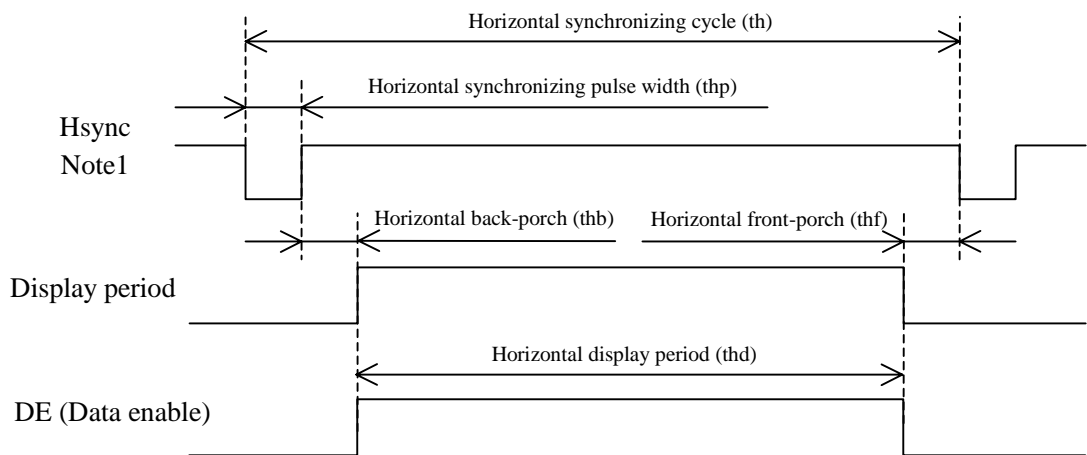 Horizontal synchronizing cycle (th)
Horizontal synchronizing pulse width (thp)
Hsync
Note1
Horizontal back-porch (thb)
Horizontal front-porch (thf)
Display period
Horizontal display period (thd)
DE (Data enable)